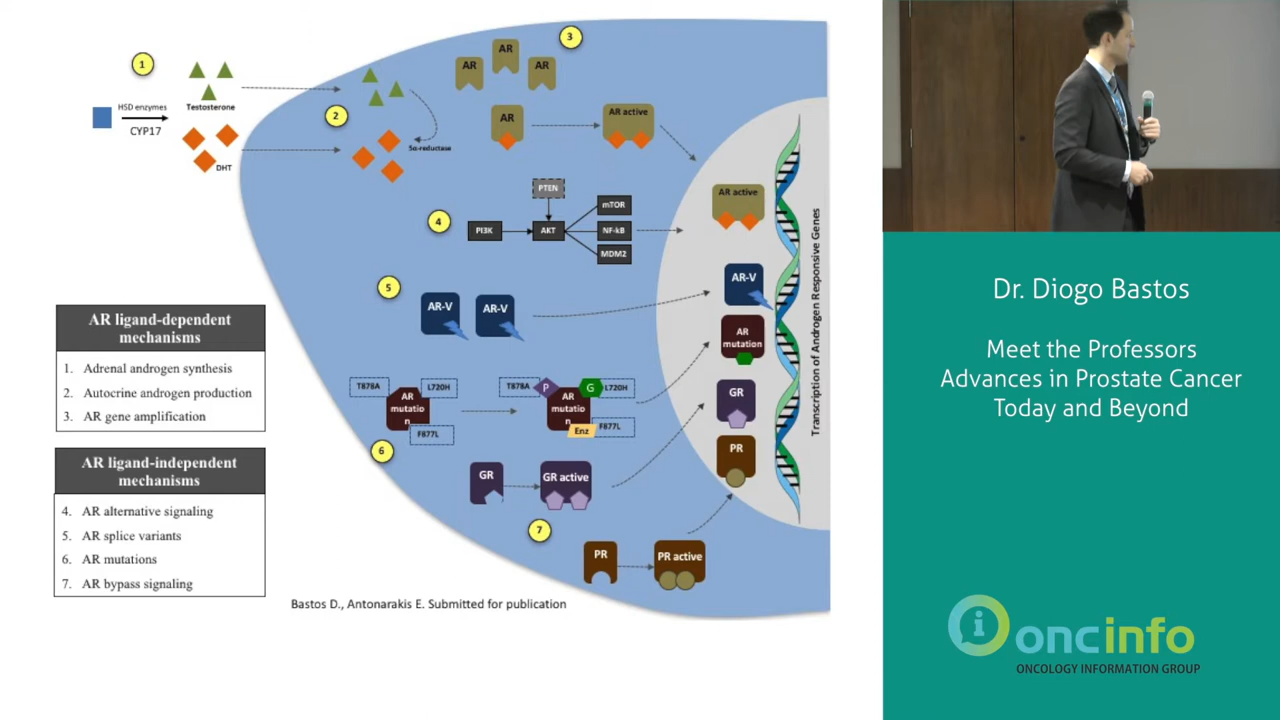 1
HSD enzymes
CYP17
Testosterone
DHT
2
5α-reductase
3
AR
AR
AR
AR
AR active
AR active
4
PTEN
PI3K
AKT
mTOR
NF-kB
MDM2
5
AR-V
AR-V
AR-V
AR
mutation
T878A
L720H
AR
mutatio
n
F877L
6
T878A
P
G
L720H
AR
mutatio
n
Enz
F877L
GR
GR active
GR
7
PR
PR active
PR
Transcription of Androgen Responsive Genes
AR ligand-dependent
mechanisms
1. Adrenal androgen synthesis
2. Autocrine androgen production
3. AR gene amplification
AR ligand-independent
mechanisms
4. AR alternative signaling
5. AR splice variants
6. AR mutations
7. AR bypass signaling
Bastos D., Antonarakis E. Submitted for publication
Dr. Diogo Bastos
Meet the Professors
Advances in Prostate Cancer
Today and Beyond
i oncinfo
ONCOLOGY INFORMATION GROUP